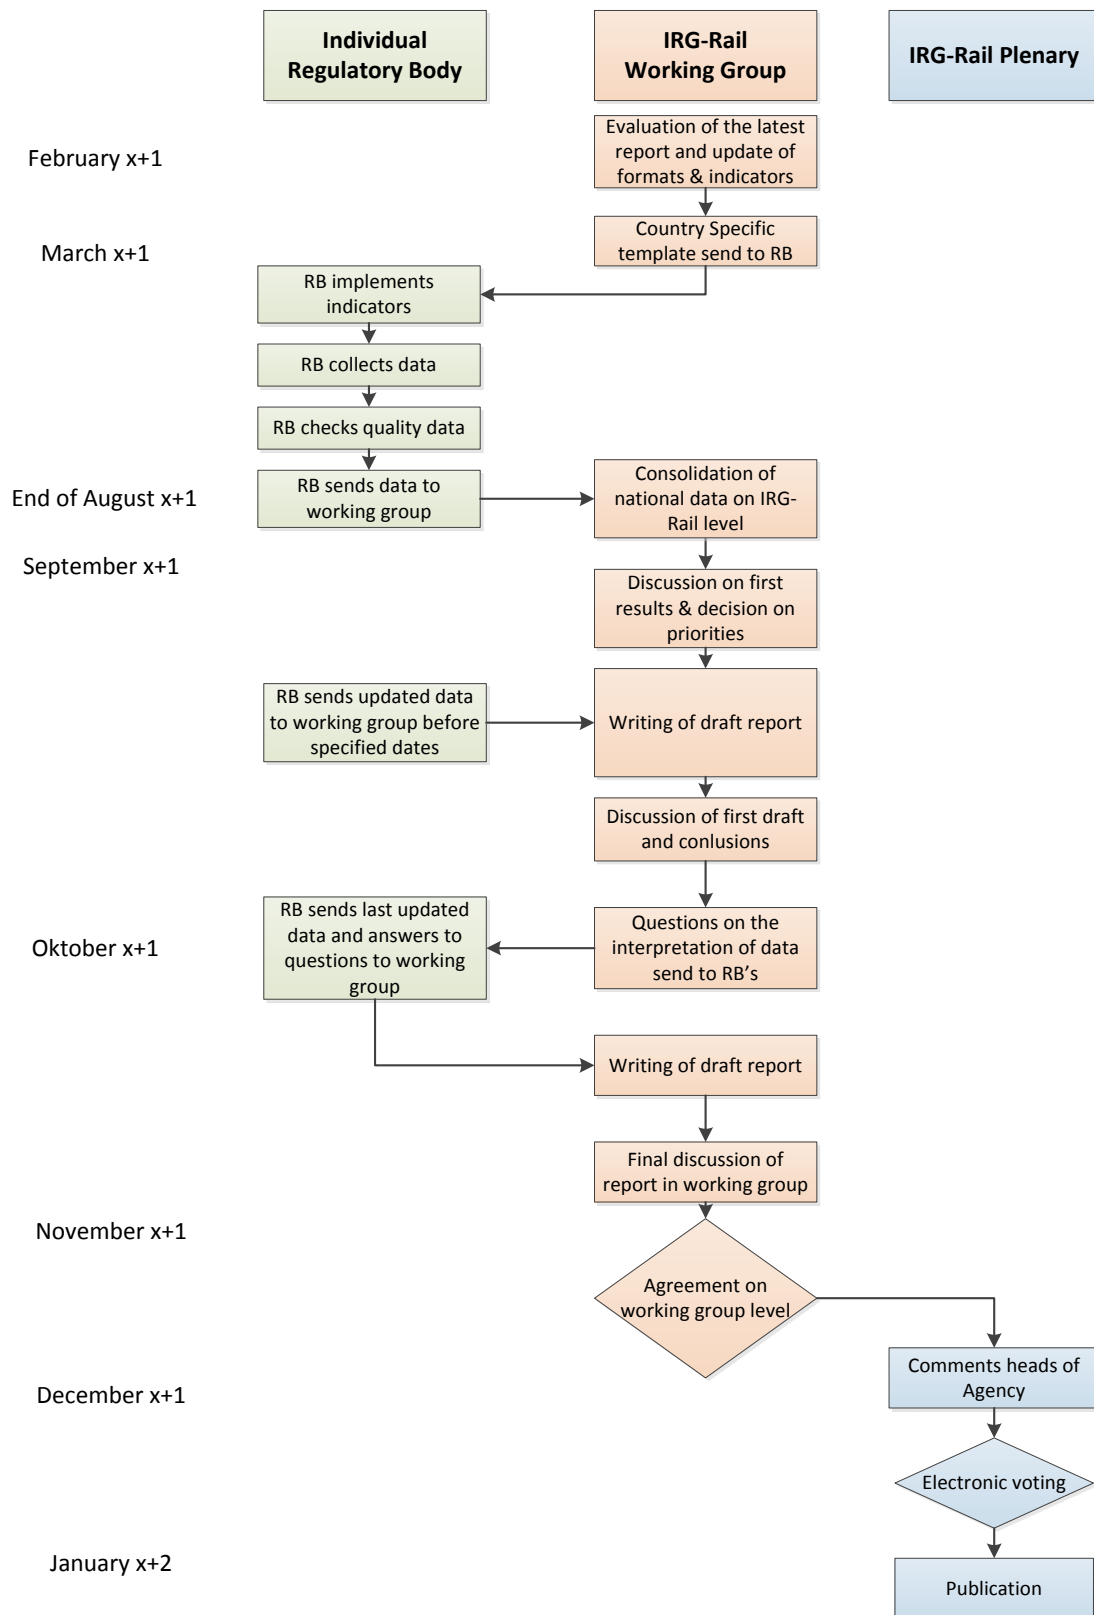 Individual
Regulatory Body
IRG-Rail
Working Group
IRG-Rail Plenary
February x+1
Evaluation of the latest
report and update of
formats & indicators
March x+1
Country Specific
template send to RB
RB implements
indicators
RB collects data
RB checks quality data
End of August x+1
RB sends data to
working group
Consolidation of
national data on IRG-
Rail level
September x+1
Discussion on first
results & decision on
priorities
RB sends updated data
to working group before
specified dates
Writing of draft report
Discussion of first draft
and conlusions
Oktober x+1
RB sends last updated
data and answers to
questions to working
group
Questions on the
interpretation of data
send to RB’s
Writing of draft report
Final discussion of
report in working group
November x+1
Agreement on
working group level
December x+1
Comments heads of
Agency
Electronic voting
January x+2
Publication